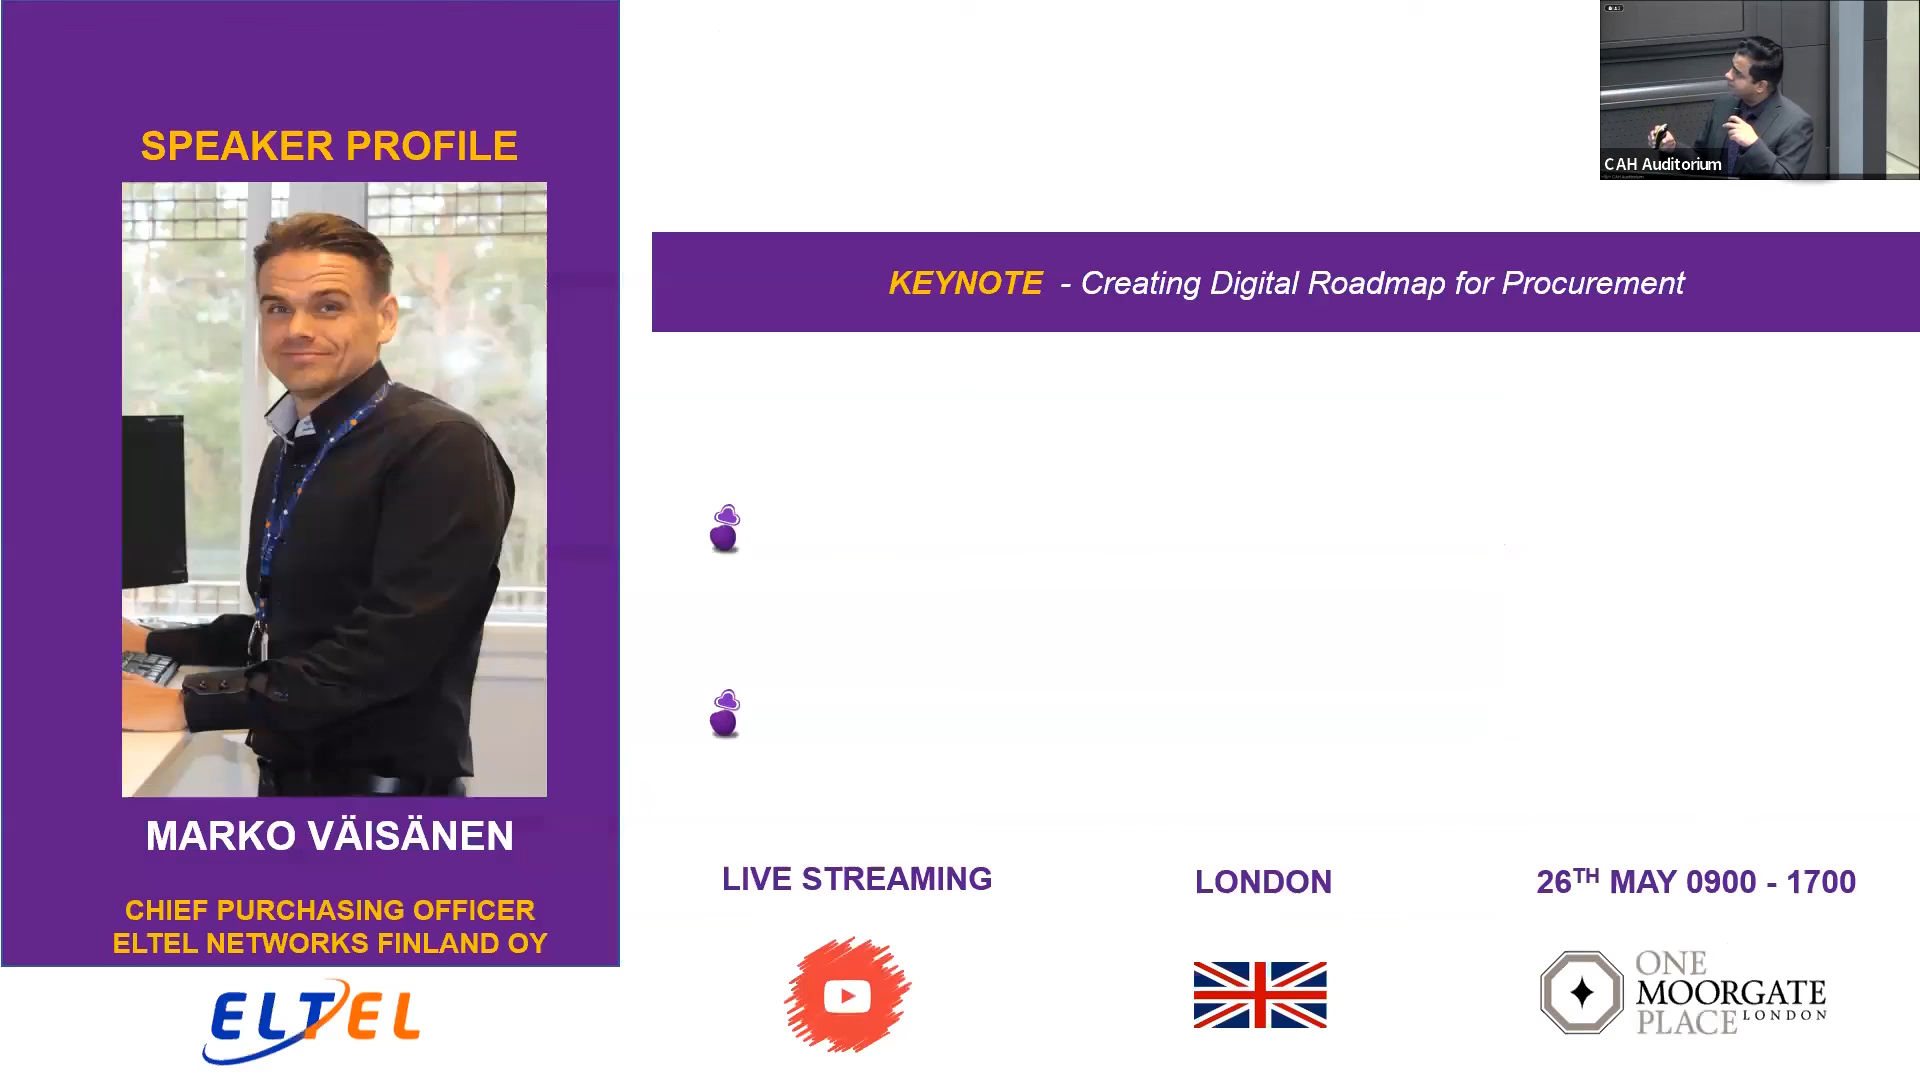 SPEAKER PROFILE
MARKO VÄISÄNEN
CHIEF PURCHASING OFFICER
ELTEL NETWORKS FINLAND OY
ELTEL
CAH Auditorium
KEYNOTE - Creating Digital Roadmap for Procurement
LIVE STREAMING
LONDON
26TH MAY 0900 - 1700
ONE
MOORGATE
PLACE LONDON